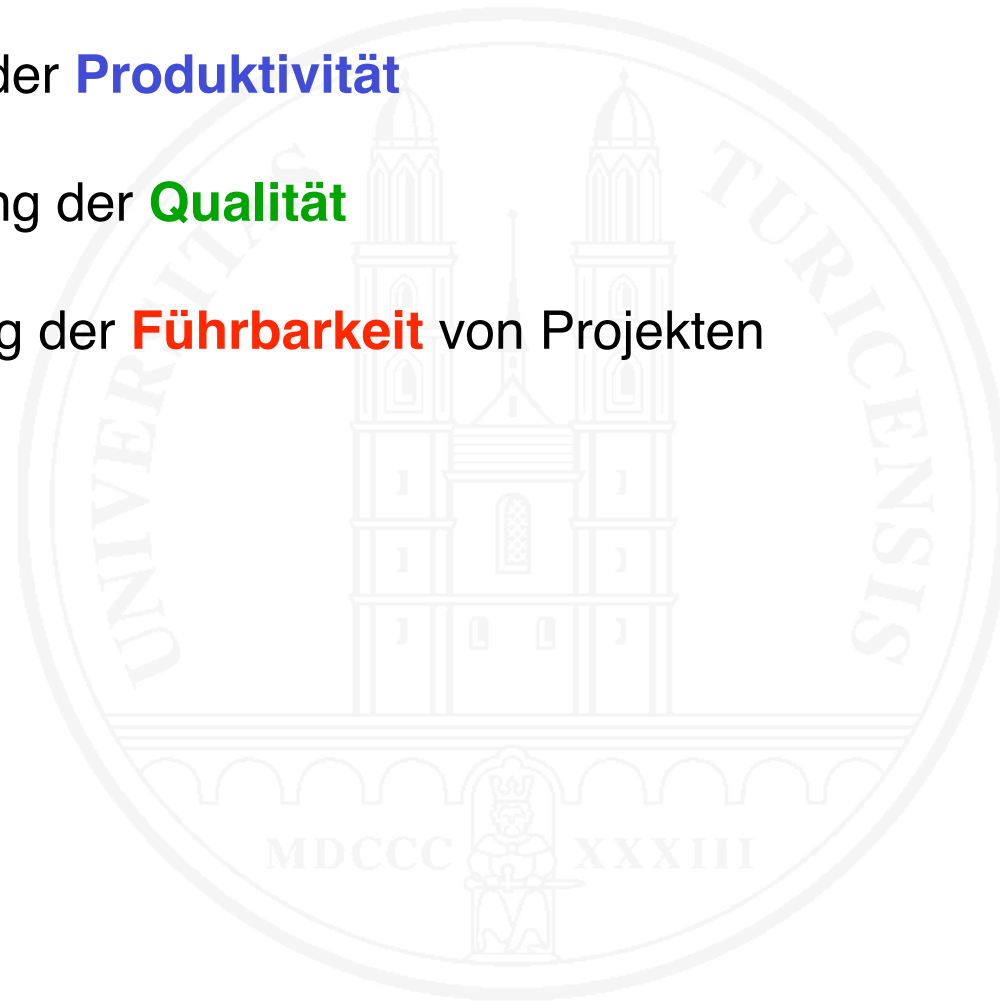 der Produktivität
ng der Qualität
g der Führbarkeit von Projekten
UNIVERSITAS TURICENSIS
MDCCC XXXIII